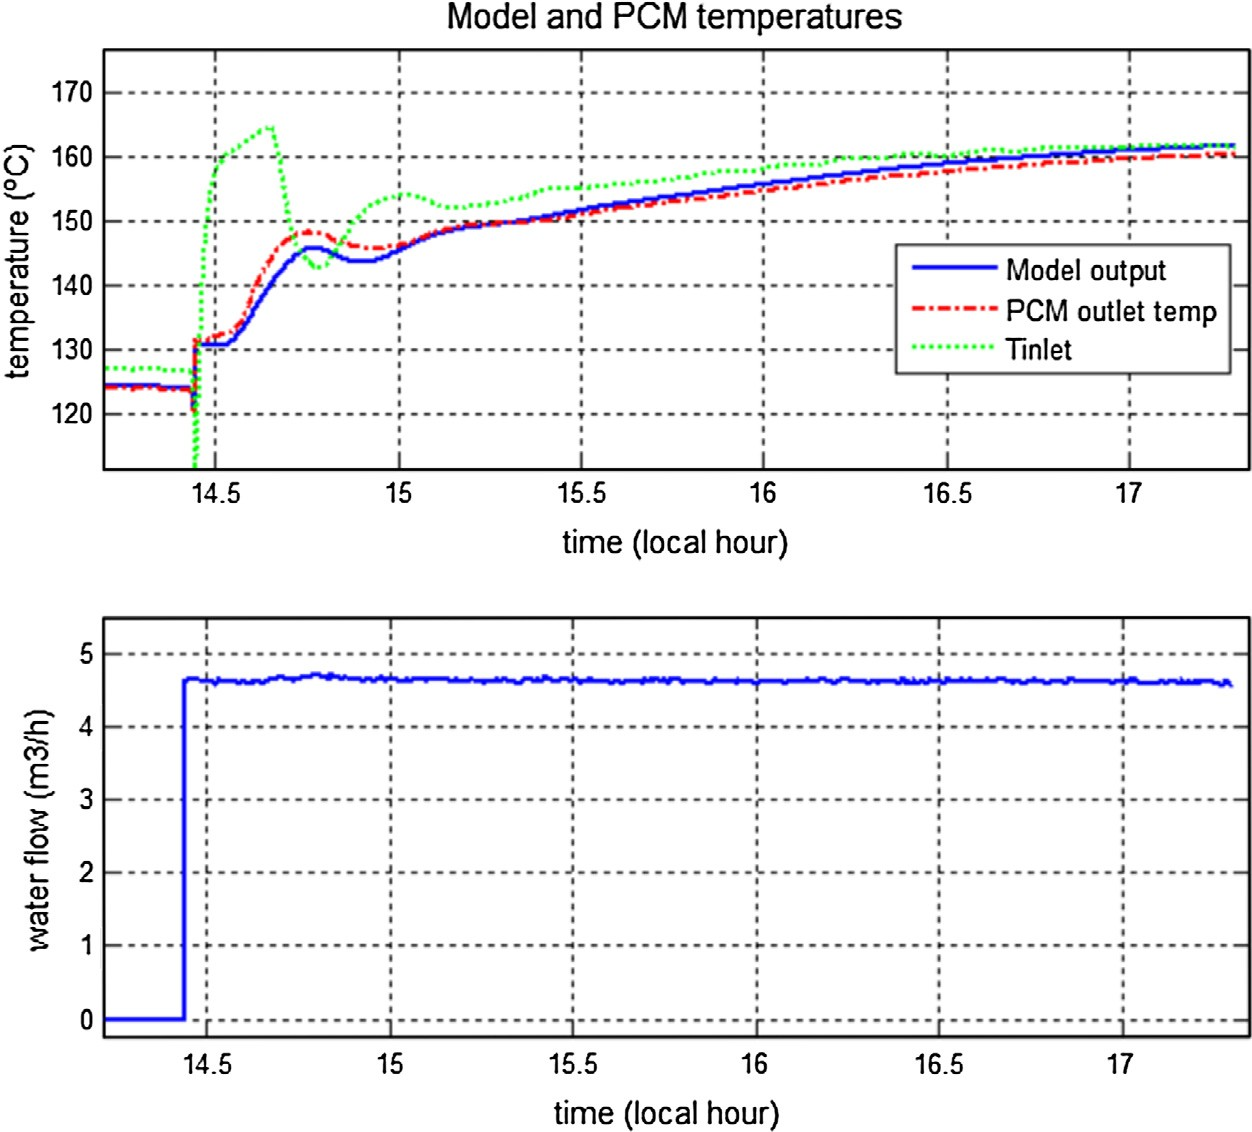 Model and PCM temperatures
170
160
150
140
130
120
temperature (ºC)
Model output
PCM outlet temp
Tinlet
14.5 15 15.5 16 16.5 17
time (local hour)
5
4
3
2
1
0
water flow (m3/h)
14.5 15 15.5 16 16.5 17
time (local hour)